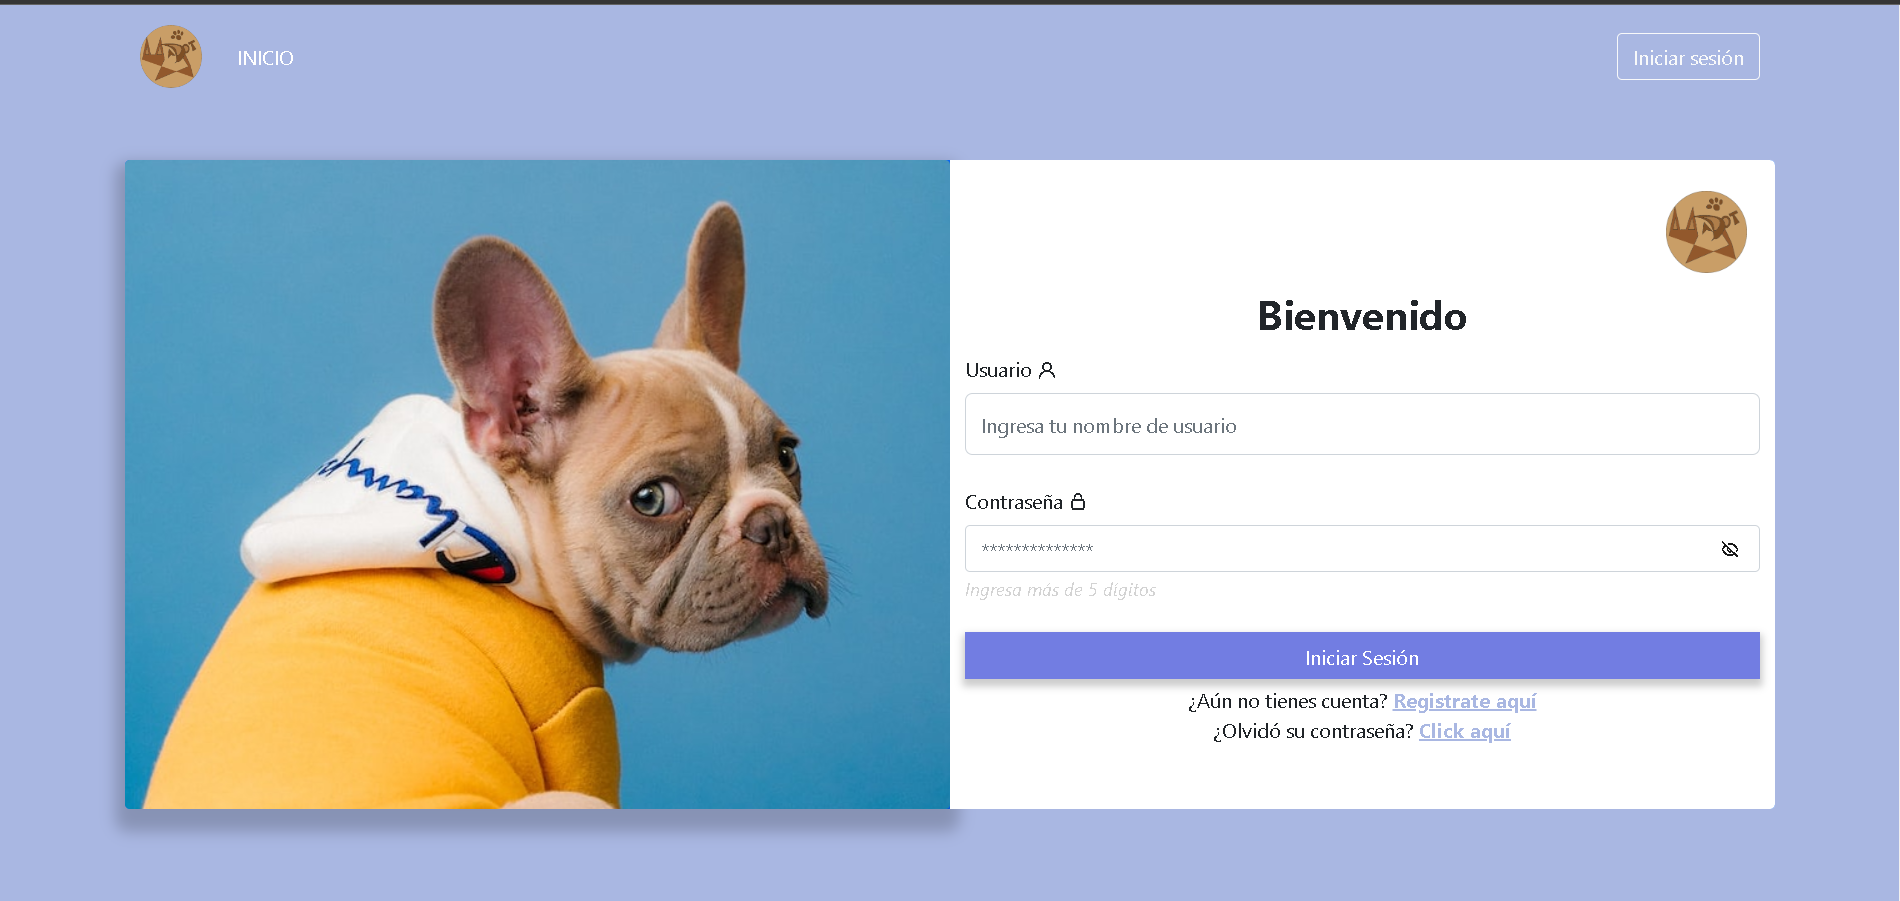 INICIO
Iniciar sesión
Bienvenido
Usuario
Ingresa tu nombre de usuario
Contraseña
**************
Ingresa más de 5 dígitos
Iniciar Sesión
¿Aún no tienes cuenta? Registrate aquí
¿Olvidó su contraseña? Click aquí